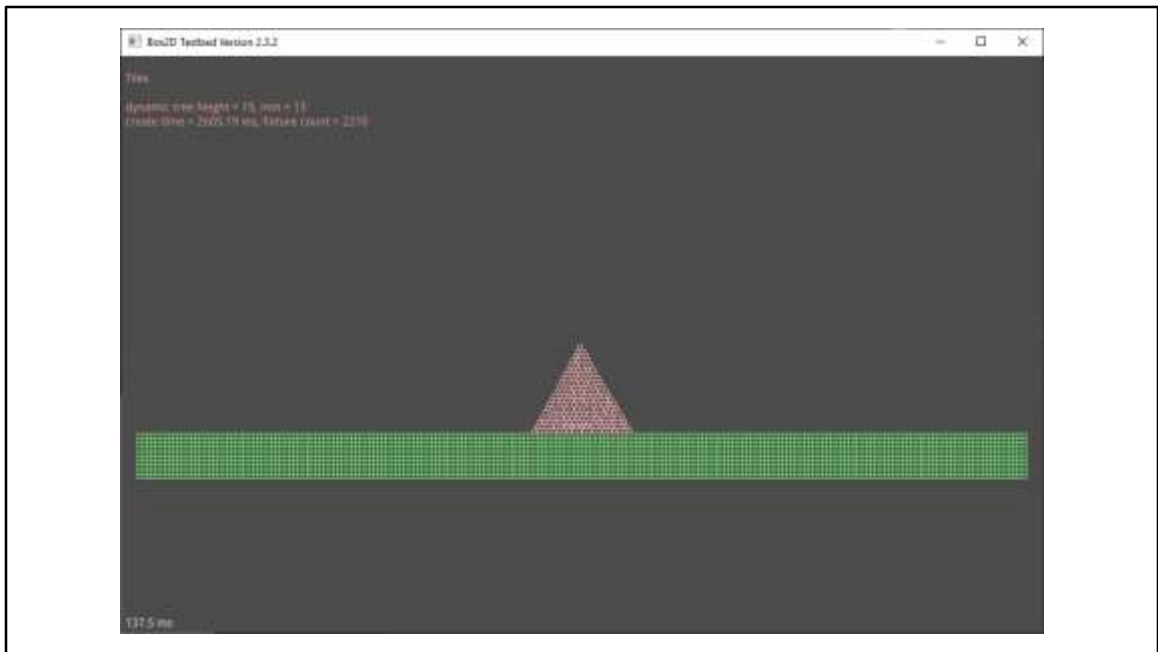 Box2D Testbed Version 2.3.2
Tiles
dynamic tree height = 15, min = 13
create time = 2605.19 ms, fixture count = 2210
137.5 ms